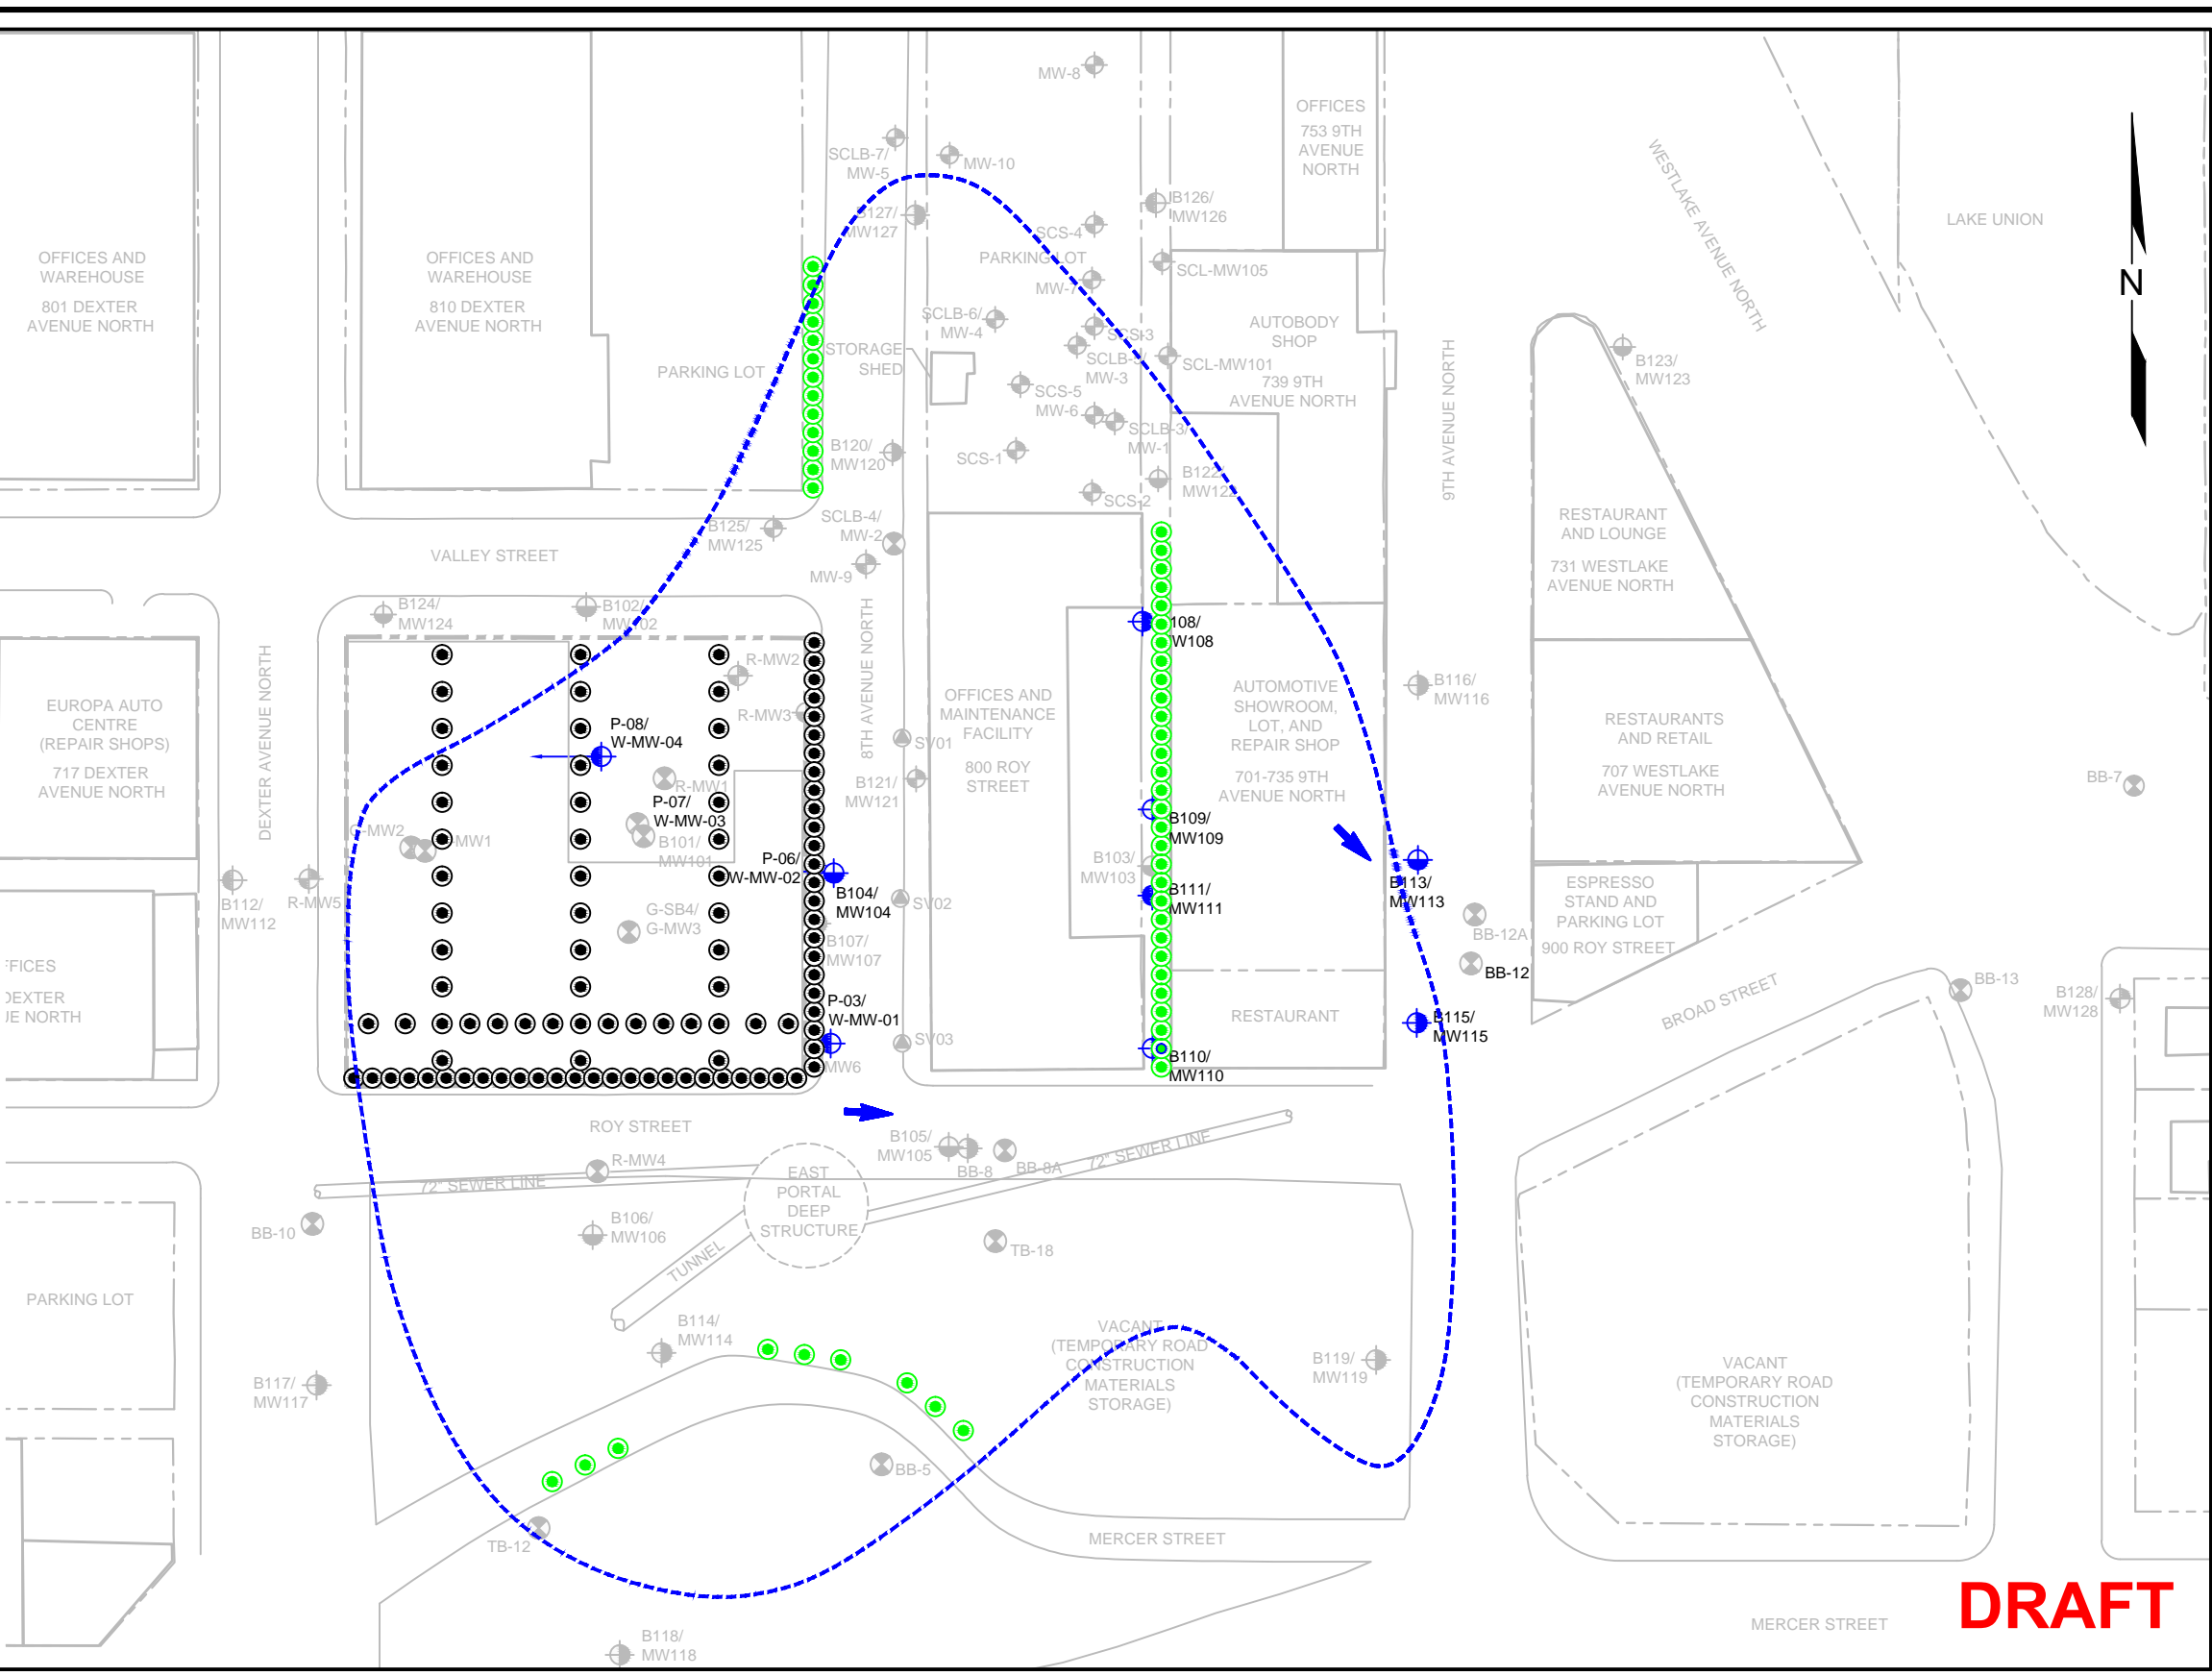 MW-8
OFFICES
753 9TH
AVENUE
NORTH
SCLB-7/
MW-5
MW-10
B127/
MW127
B126/
MW126
SCS-4
PARKING LOT
MW-7
SCL-MW105
WESTLAKE AVENUE NORTH
LAKE UNION
N
OFFICES AND
WAREHOUSE
801 DEXTER
AVENUE NORTH
OFFICES AND
WAREHOUSE
810 DEXTER
AVENUE NORTH
PARKING LOT
STORAGE
SHED
SCLB-6/
MW-4
SCS-3
MW-3
SCL-MW101
AUTOBODY
SHOP
739 9TH
AVENUE NORTH
9TH AVENUE NORTH
B123/
MW123
SCS-5
MW-6
SCLB-3/
MW-1
SCS-1
B120/
MW120
B122/
MW122
SCS-2
SCLB-4/
MW-2
B125/
MW125
MW-9
VALLEY STREET
RESTAURANT
AND LOUNGE
731 WESTLAKE
AVENUE NORTH
B124/
MW124
B102/
MW102
DEXTER AVENUE NORTH
8TH AVENUE NORTH
108/
W108
R-MW2
R-MW3
P-08/
W-MW-04
R-MW1
P-07/
W-MW-03
B101/
MW101
G-MW2
-MW1
EUROPA AUTO
CENTRE
(REPAIR SHOPS)
717 DEXTER
AVENUE NORTH
OFFICES AND
MAINTENANCE
FACILITY
800 ROY
STREET
SV01
B121/
MW121
AUTOMOTIVE
SHOWROOM,
LOT, AND
REPAIR SHOP
701-735 9TH
AVENUE NORTH
B116/
MW116
RESTAURANTS
AND RETAIL
707 WESTLAKE
AVENUE NORTH
BB-7
B109/
MW109
B103/
MW103
B111/
MW111
P-06/
W-MW-02
B104/
MW104
SV02
B113/
MW113
ESPRESSO
STAND AND
PARKING LOT
900 ROY STREET
BB-12A
BB-12
B112/
MW112
R-MW5
G-SB4/
G-MW3
B107/
MW107
FFICES
DEXTER
UE NORTH
P-03/
W-MW-01
MW6
SV03
RESTAURANT
B110/
MW110
B115/
MW115
BROAD STREET
BB-13
B128/
MW128
ROY STREET
R-MW4
72" SEWER LINE
EAST
PORTAL
DEEP
STRUCTURE
TUNNEL
B105/
MW105
BB-8
BB-8A
72" SEWER LINE
BB-10
B106/
MW106
TB-18
PARKING LOT
B114/
MW114
B117/
MW117
VACANT
(TEMPORARY ROAD
CONSTRUCTION
MATERIALS
STORAGE)
B119/
MW119
VACANT
(TEMPORARY ROAD
CONSTRUCTION
MATERIALS
STORAGE)
BB-5
TB-12
MERCER STREET
B118/
MW118
MERCER STREET
DRAFT